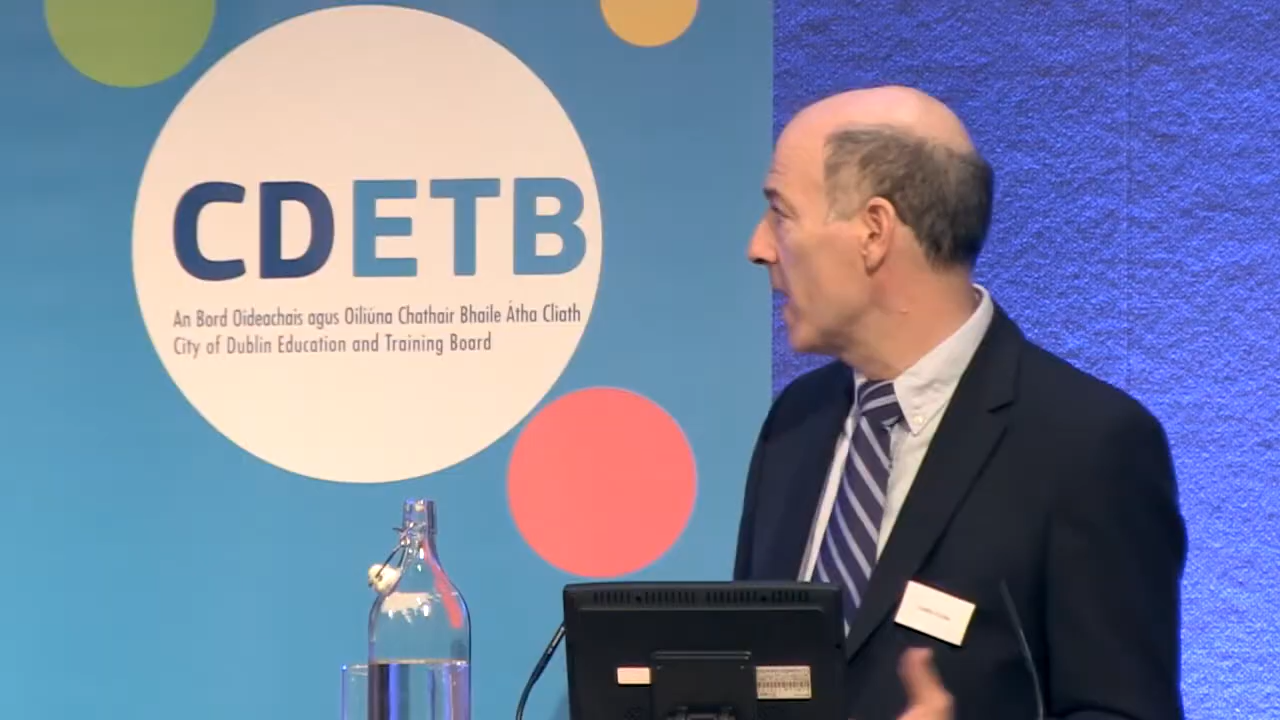 CDETB
An Bord Oideachais agus Oiliúna Chathair Bhaile Átha Cliath
City of Dublin Education and Training Board